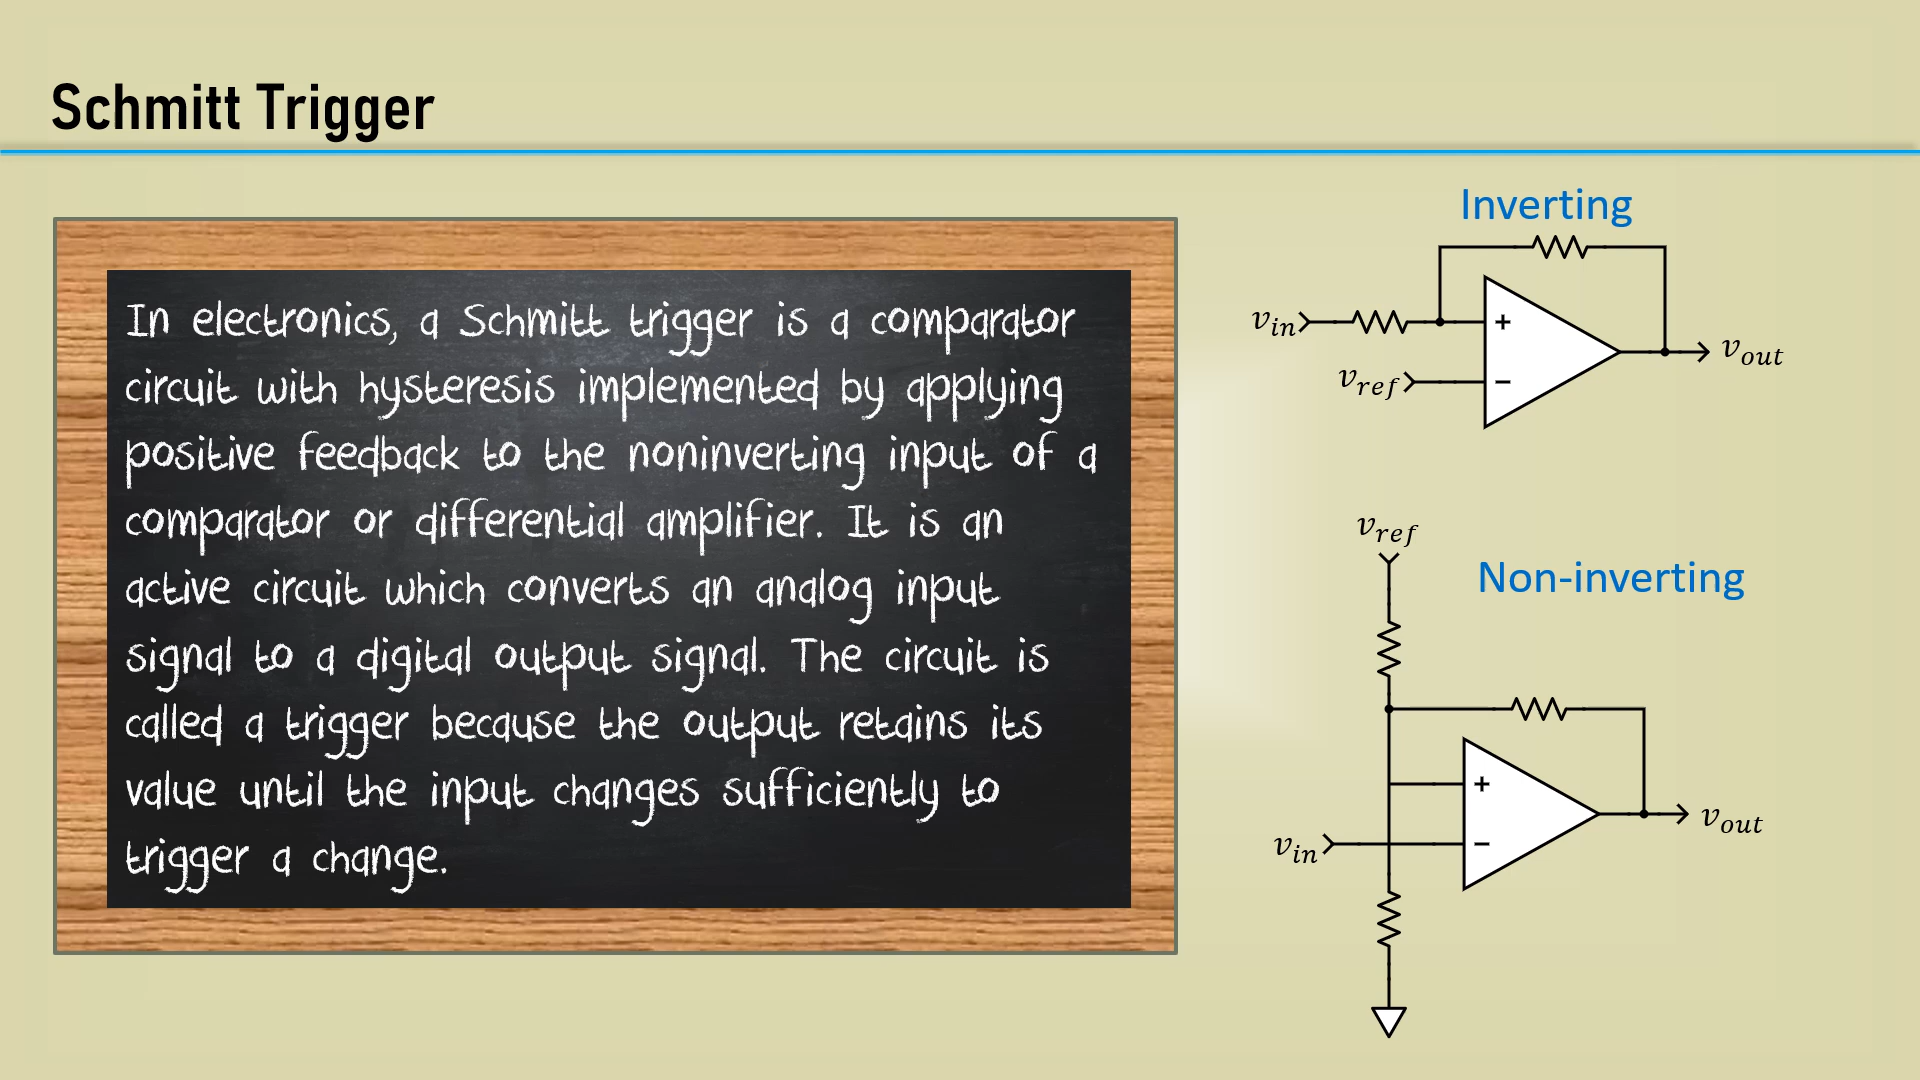 Schmitt Trigger
In electronics, a Schmitt trigger is a comparator
circuit with hysteresis implemented by applying
positive feedback to the noninverting input of a
comparator or differential amplifier. It is an
active circuit which converts an analog input
signal to a digital output signal. The circuit is
called a trigger because the output retains its
value until the input changes sufficiently to
trigger a change.
Inverting
v_in
+
v_ref
−
v_out
v_ref
Non-inverting
+
v_in
−
v_out